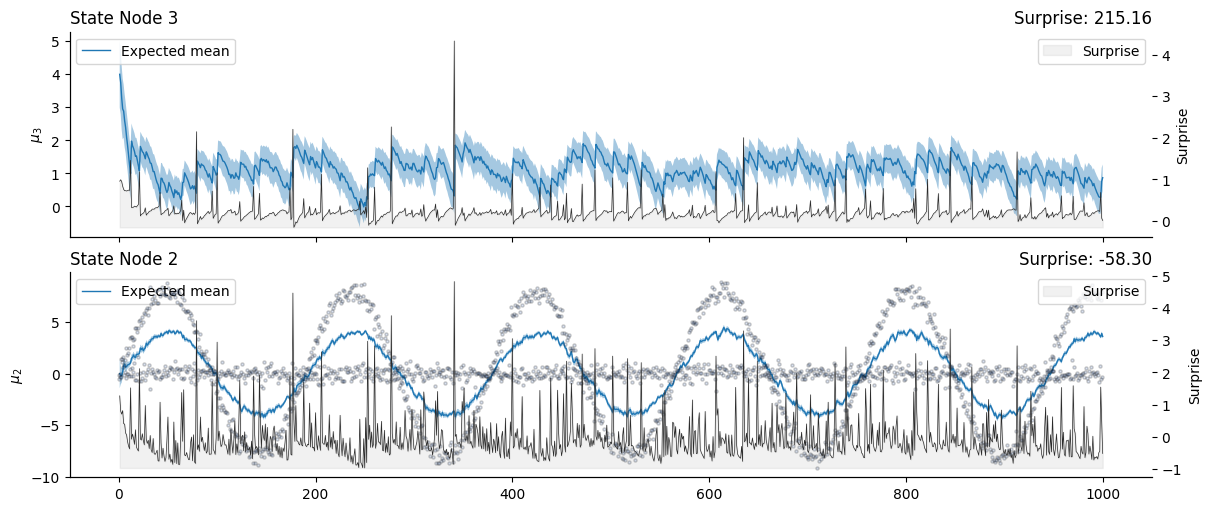 State Node 3
Surprise: 215.16
Expected mean
Surprise
5
4
3
2
1
0
μ3
4
3
2
1
0
Surprise
State Node 2
Surprise: -58.30
Expected mean
Surprise
5
0
−5
−10
μ2
5
4
3
2
1
0
−1
Surprise
0
200
400
600
800
1000